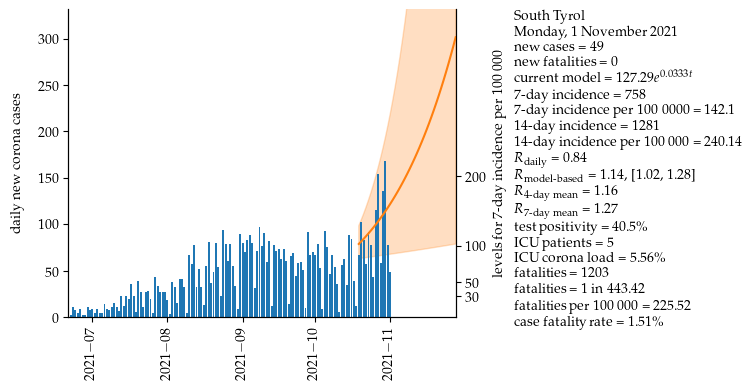 300
250
200
150
100
50
0
daily new corona cases
2021−07
2021−08
2021−09
2021−10
2021−11
200
100
50
30
levels for 7-day incidence per 100 000
South Tyrol
Monday, 1 November 2021
new cases = 49
new fatalities = 0
current model = 127.29e^0.0333t
7-day incidence = 758
7-day incidence per 100 0000 = 142.1
14-day incidence = 1281
14-day incidence per 100 000 = 240.14
R_daily = 0.84
R_model-based = 1.14, [1.02, 1.28]
R_4-day mean = 1.16
R_7-day mean = 1.27
test positivity = 40.5%
ICU patients = 5
ICU corona load = 5.56%
fatalities = 1203
fatalities = 1 in 443.42
fatalities per 100 000 = 225.52
case fatality rate = 1.51%